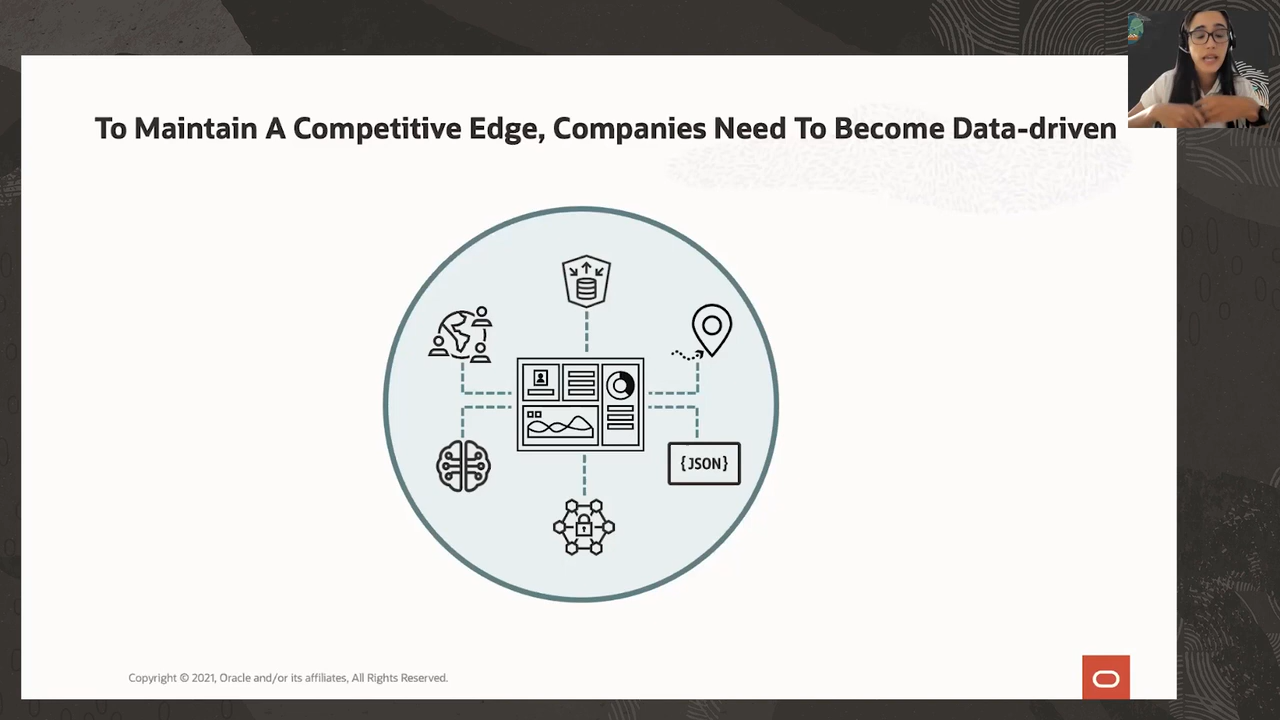 To Maintain A Competitive Edge, Companies Need To Become Data-driven
{JSON}
Copyright © 2021, Oracle and/or its affiliates, All Rights Reserved.